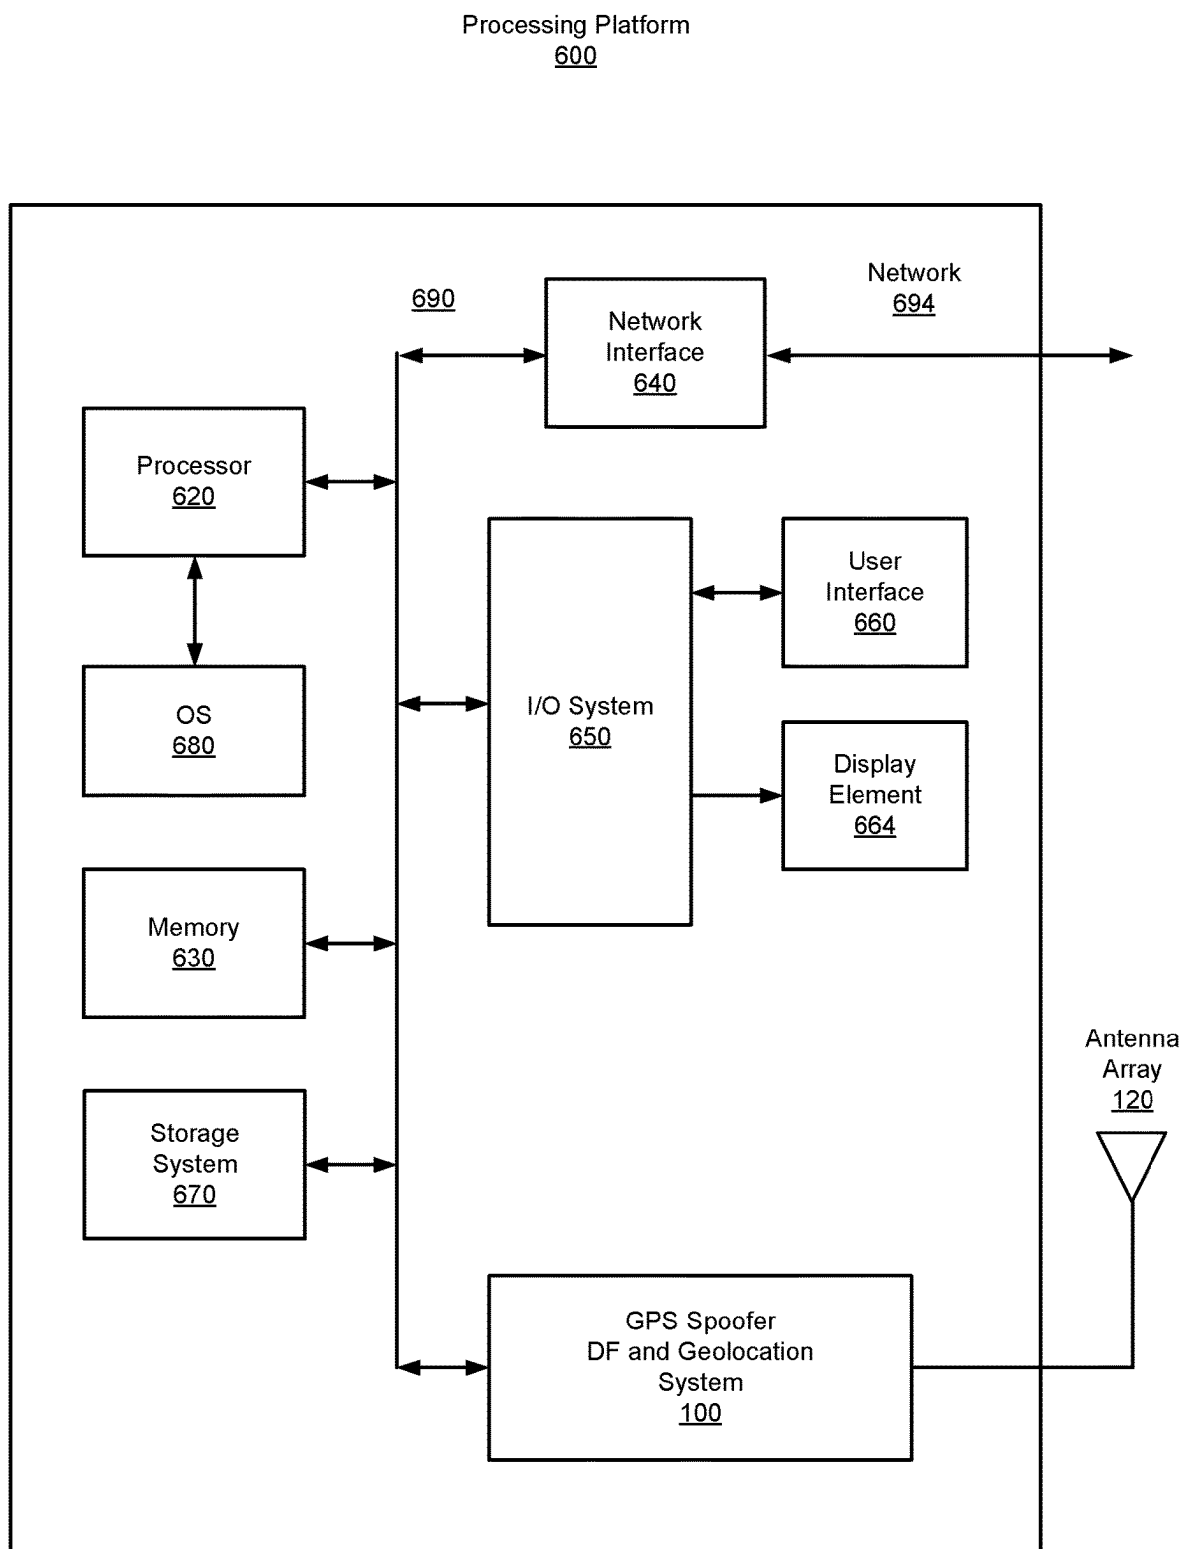 Processing Platform
600
690
Network
Interface
640
Network
694
Processor
620
OS
680
I/O System
650
User
Interface
660
Display
Element
664
Memory
630
Storage
System
670
Antenna
Array
120
GPS Spoofer
DF and Geolocation
System
100